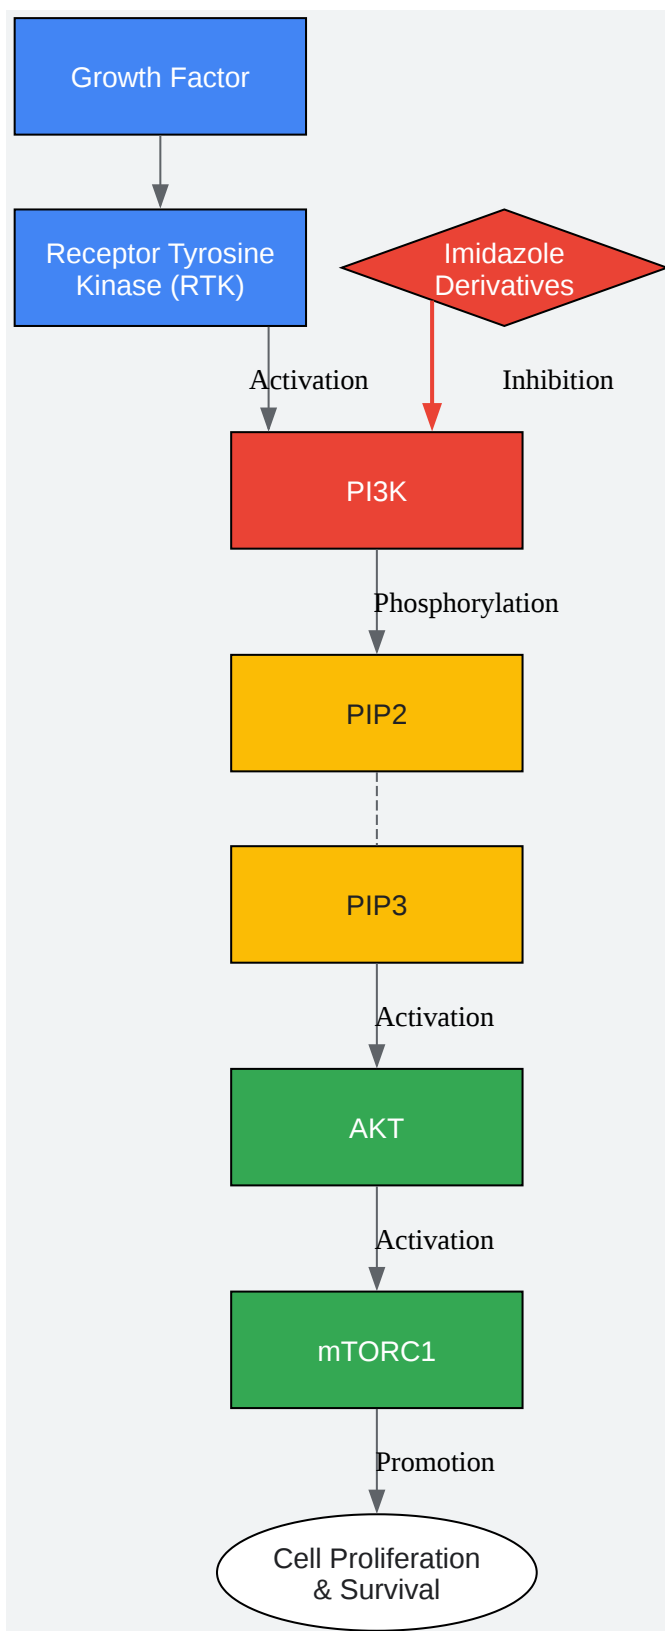 Growth Factor
Receptor Tyrosine
Kinase (RTK)
Imidazole
Derivatives
Activation
Inhibition
PI3K
Phosphorylation
PIP2
PIP3
Activation
AKT
Activation
mTORC1
Promotion
Cell Proliferation
& Survival